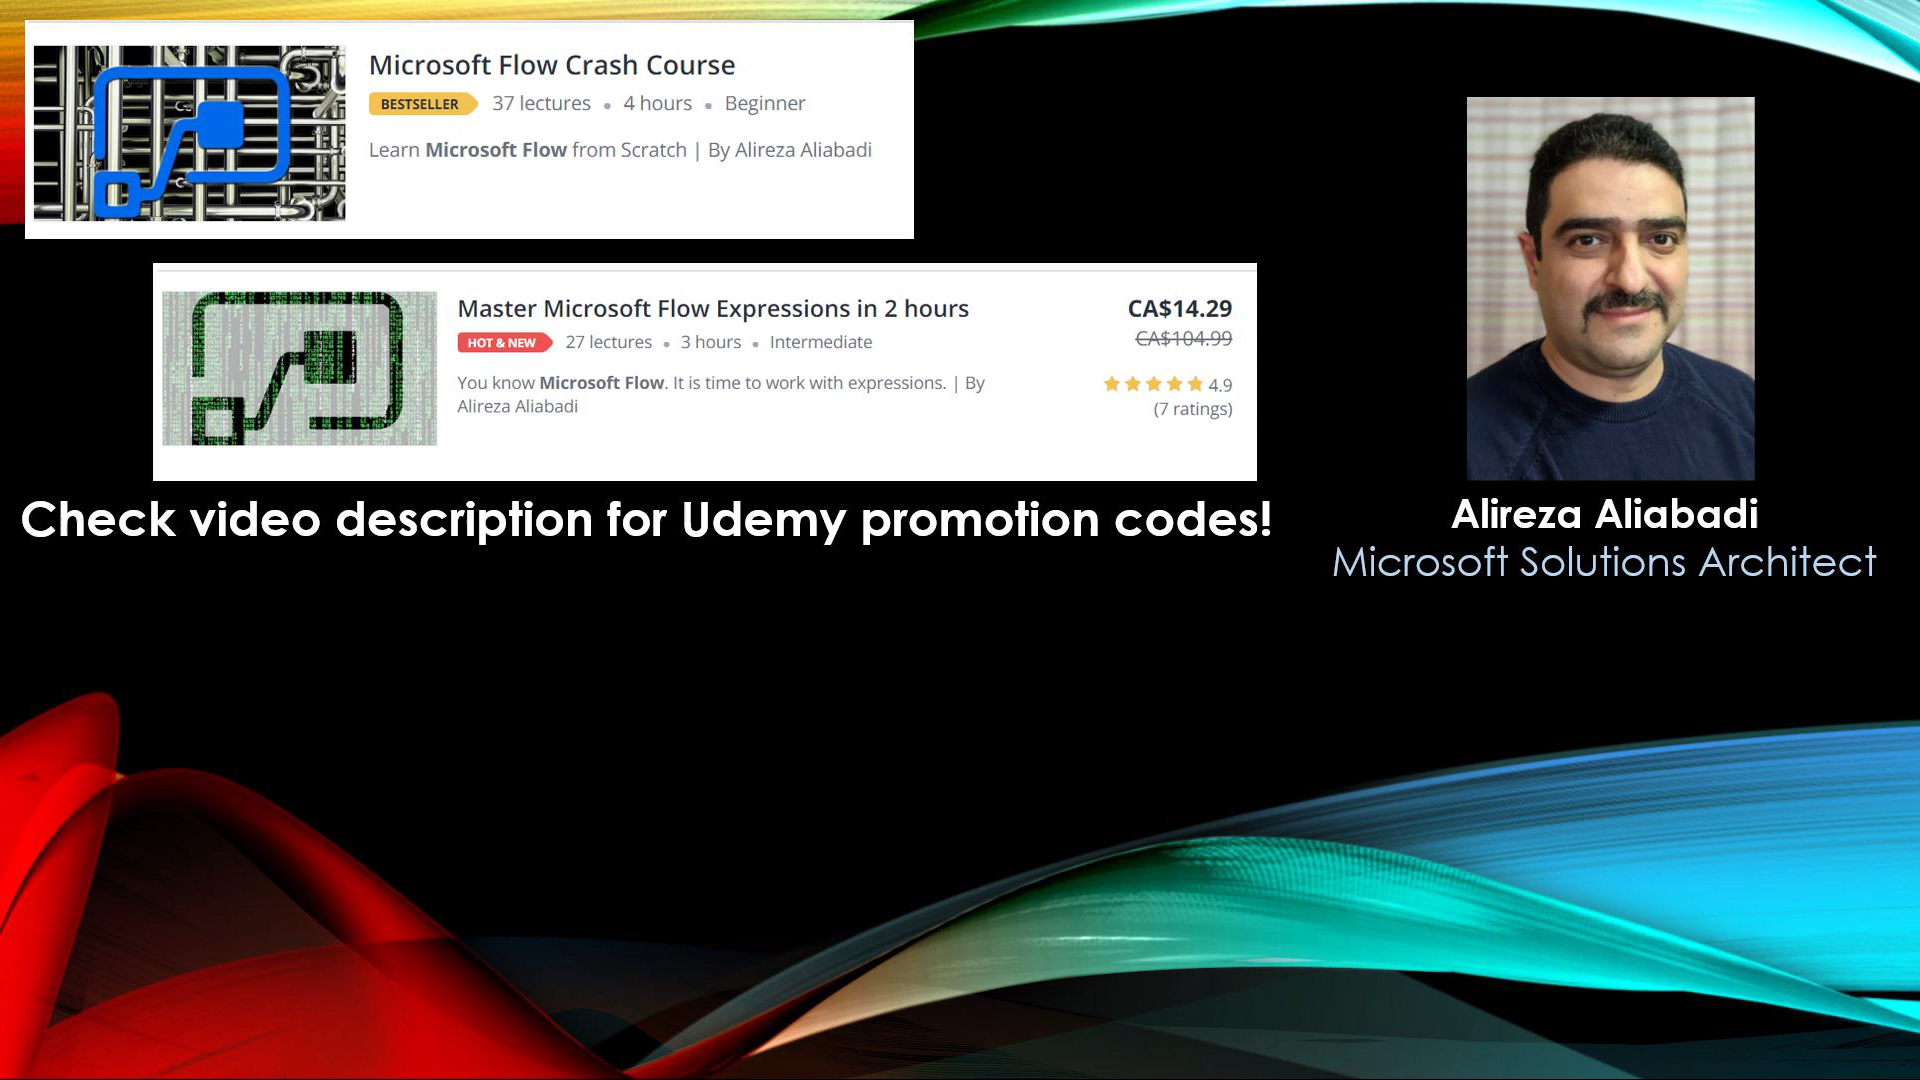 Microsoft Flow Crash Course
BESTSELLER 37 lectures • 4 hours • Beginner
Learn Microsoft Flow from Scratch | By Alireza Aliabadi
Master Microsoft Flow Expressions in 2 hours
CA$14.29
HOT & NEW 27 lectures • 3 hours • Intermediate
CA$104.99
You know Microsoft Flow. It is time to work with expressions. | By
Alireza Aliabadi
4.9
(7 ratings)
Check video description for Udemy promotion codes!
Alireza Aliabadi
Microsoft Solutions Architect